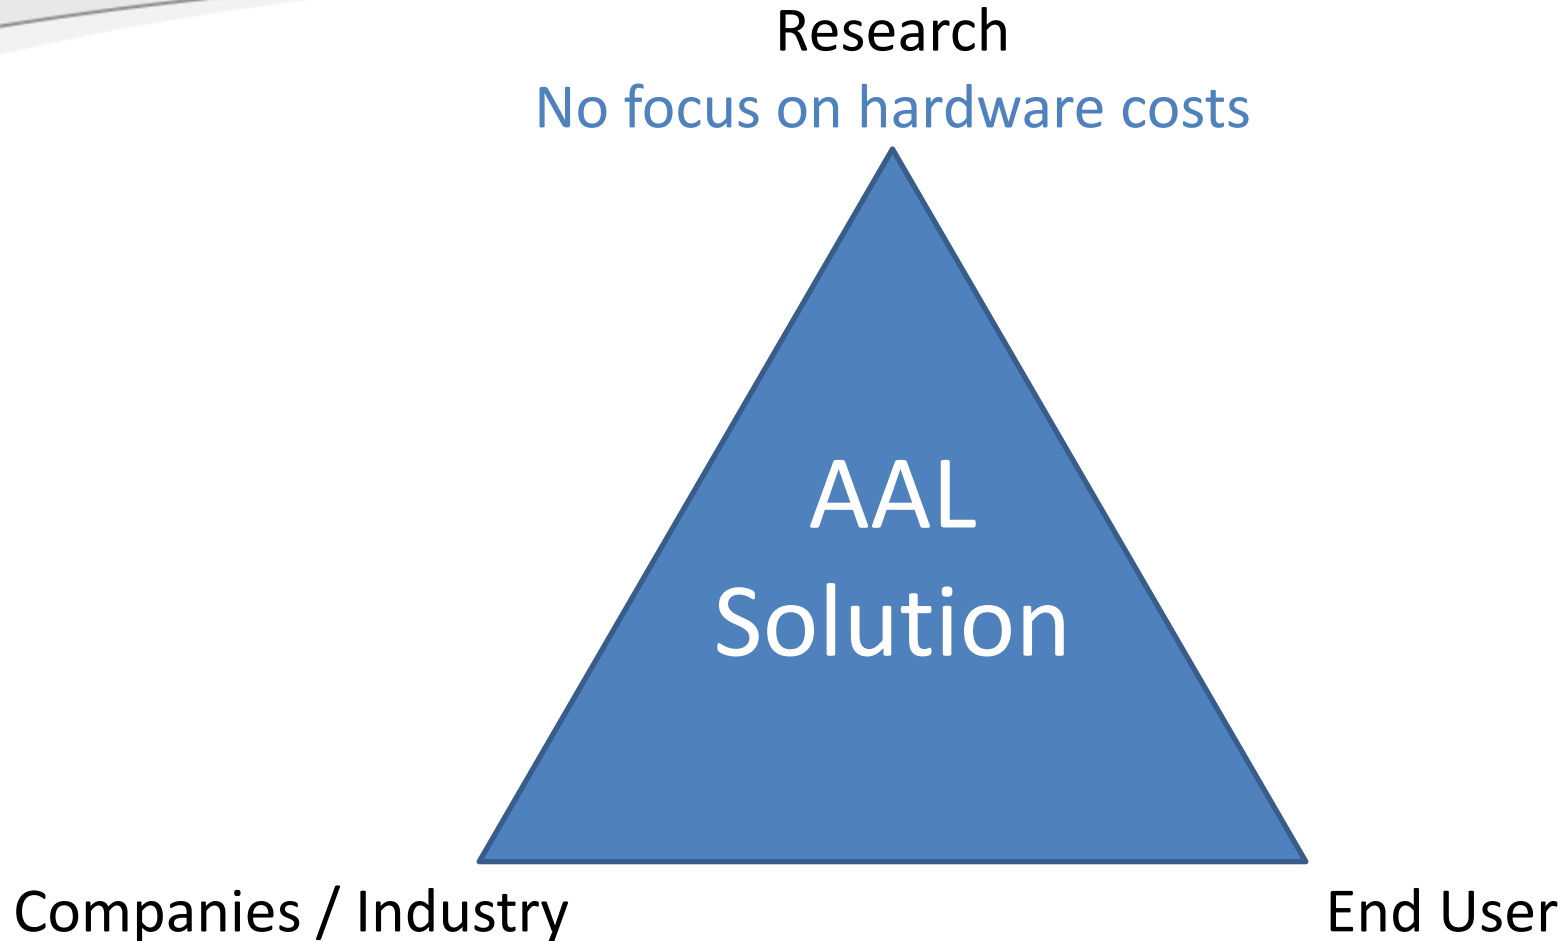 Research
No focus on hardware costs
AAL
Solution
Companies / Industry
End User